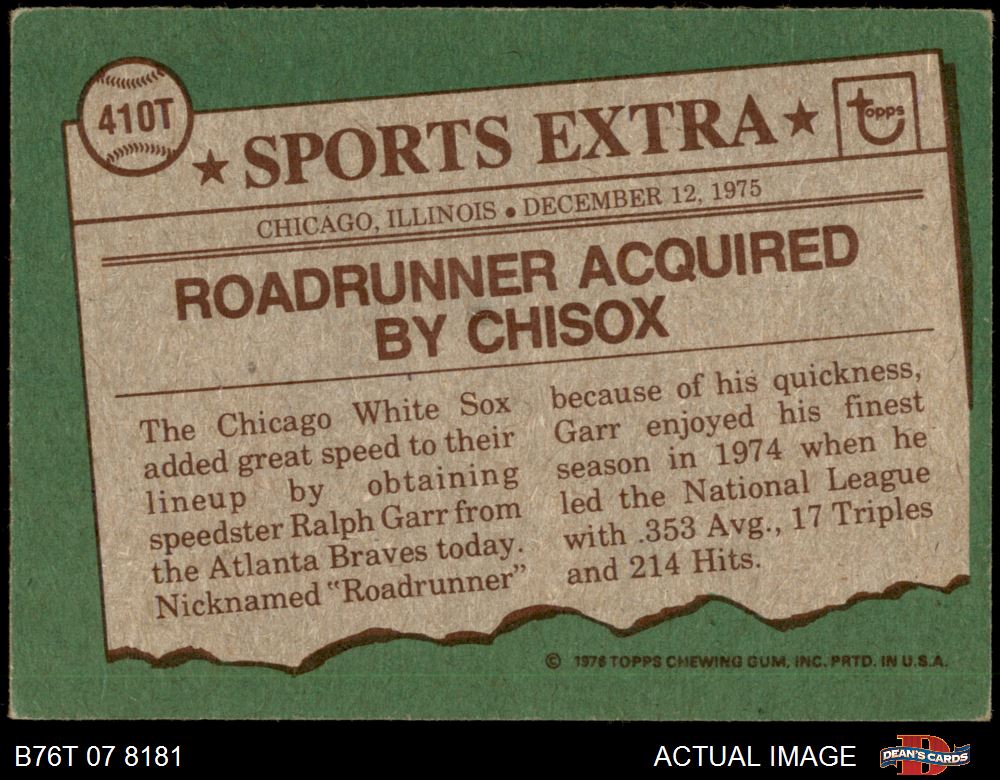 410T
★ SPORTS EXTRA ★
topps
CHICAGO, ILLINOIS ● DECEMBER 12, 1975
ROADRUNNER ACQUIRED
BY CHISOX
The Chicago White Sox
added great speed to their
lineup by obtaining
speedster Ralph Garr from
the Atlanta Braves today.
Nicknamed "Roadrunner"
because of his quickness,
Garr enjoyed his finest
season in 1974 when he
led the National League
with .353 Avg., 17 Triples
and 214 Hits.
© 1976 TOPPS CHEWING GUM, INC. PRTD. IN U.S.A.
B76T 07 8181
ACTUAL IMAGE
D
DEAN'S CARDS